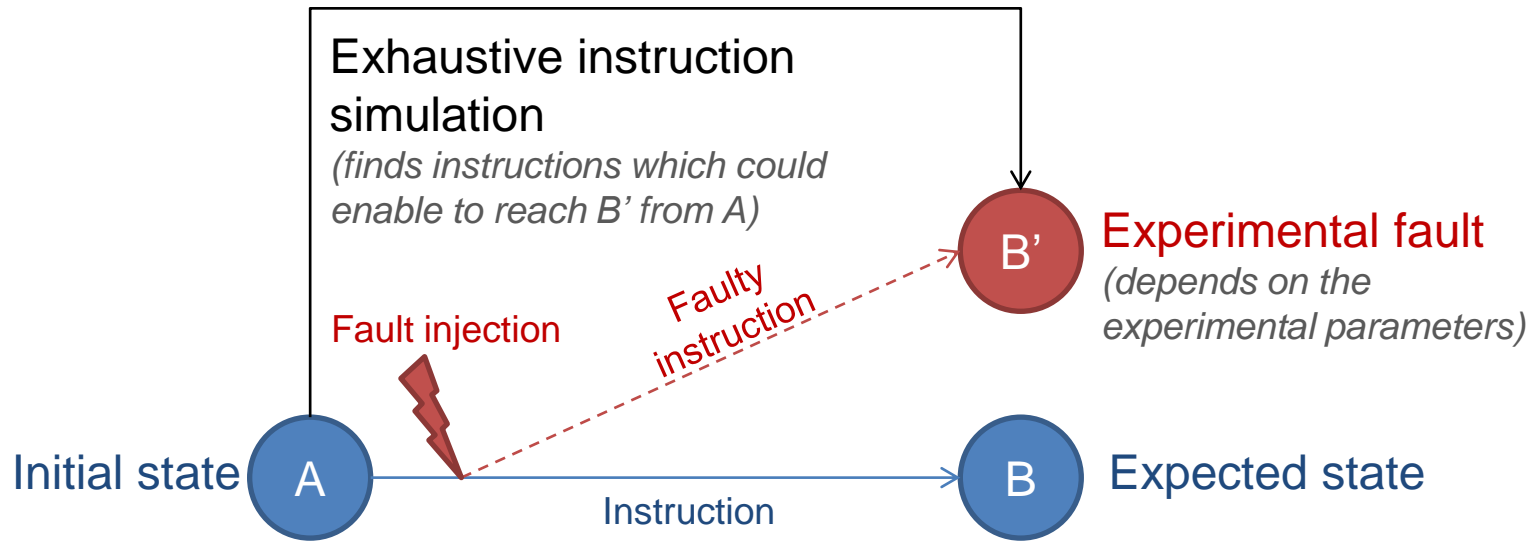 Exhaustive instruction
simulation
(finds instructions which could
enable to reach B’ from A)
B’
Experimental fault
(depends on the
experimental parameters)
Faulty
instruction
Fault injection
Initial state
A
Instruction
B
Expected state